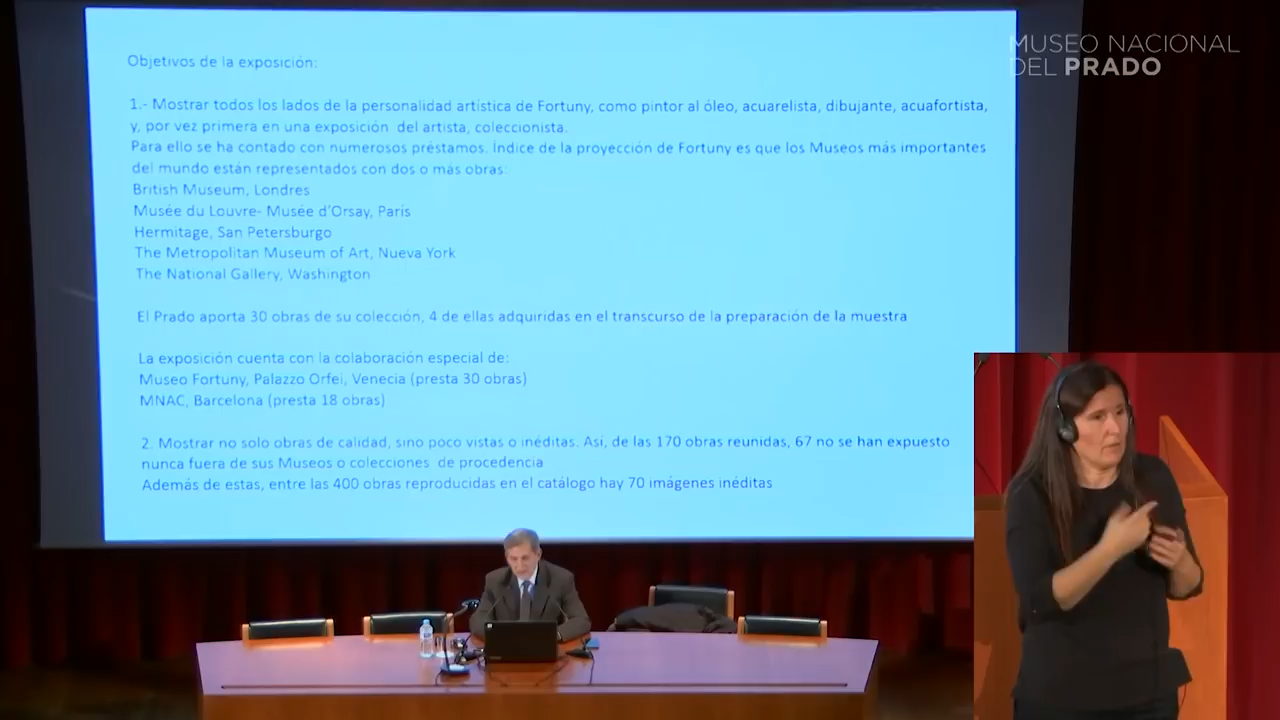 MUSEO NACIONAL
DEL PRADO
Objetivos de la exposición:
1.- Mostrar todos los lados de la personalidad artística de Fortuny, como pintor al óleo, acuarelista, dibujante, acuafortista,
y, por vez primera en una exposición del artista, coleccionista.
Para ello se ha contado con numerosos préstamos. Índice de la proyección de Fortuny es que los Museos más importantes
del mundo están representados con dos o más obras:
British Museum, Londres
Musée du Louvre- Musée d'Orsay, París
Hermitage, San Petersburgo
The Metropolitan Museum of Art, Nueva York
The National Gallery, Washington
El Prado aporta 30 obras de su colección, 4 de ellas adquiridas en el transcurso de la preparación de la muestra
La exposición cuenta con la colaboración especial de:
Museo Fortuny, Palazzo Orfei, Venecia (presta 30 obras)
MNAC, Barcelona (presta 18 obras)
2. Mostrar no solo obras de calidad, sino poco vistas o inéditas. Así, de las 170 obras reunidas, 67 no se han expuesto
nunca fuera de sus Museos o colecciones de procedencia
Además de estas, entre las 400 obras reproducidas en el catálogo hay 70 imágenes inéditas